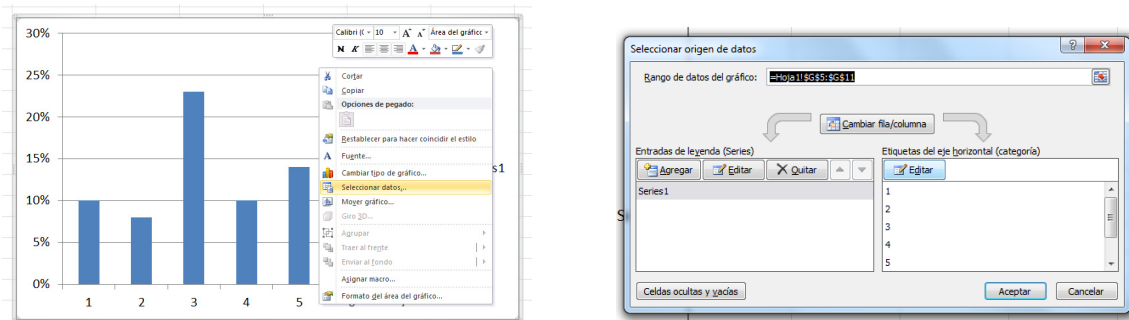 30%
25%
20%
15%
10%
5%
0%
1 2 3 4 5
s1
Calibri (C 10 A A Área del gráfico
N K A
Cortar
Copiar
Opciones de pegado:
Restablecer para hacer coincidir el estilo
Fuente...
Cambiar tipo de gráfico...
Seleccionar datos...
Mover gráfico...
Giro 3D...
Agrupar
Traer al frente
Enviar al fondo
Asignar macro...
Formato del área del gráfico...
Seleccionar origen de datos
Rango de datos del gráfico: =Hoja1!$G$5:$G$11
Cambiar fila/columna
Entradas de leyenda (Series)
Agregar Editar Quitar
Series1
Etiquetas del eje horizontal (categoría)
Editar
1
2
3
4
5
Celdas ocultas y vacías
Aceptar Cancelar